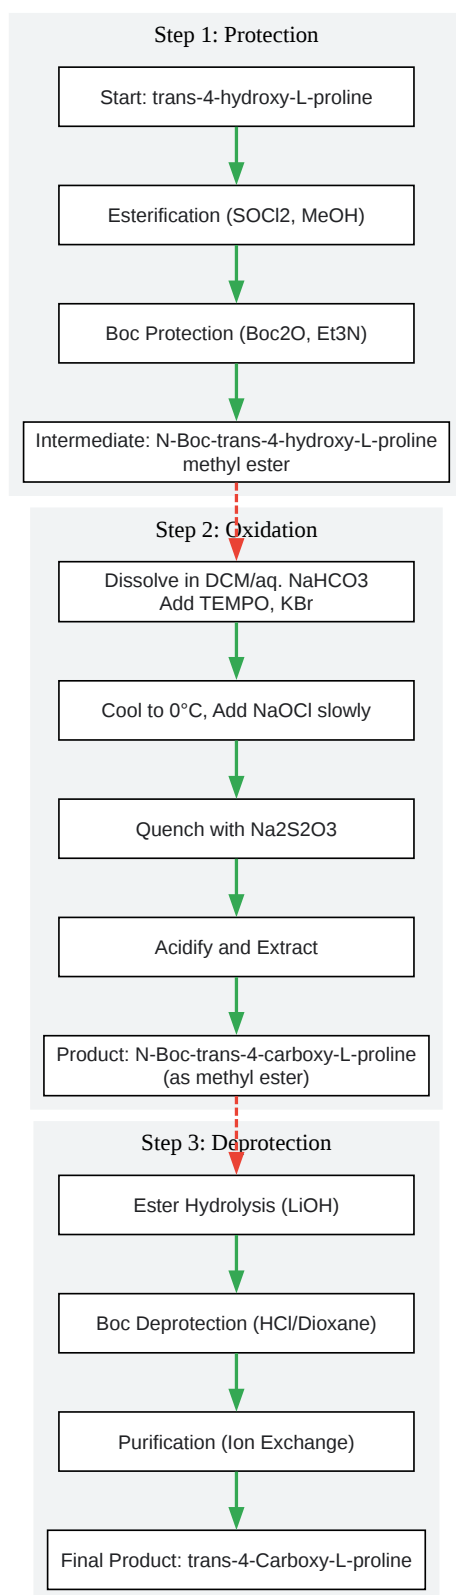 Step 1: Protection
Start: trans-4-hydroxy-L-proline
Esterification (SOCl2, MeOH)
Boc Protection (Boc2O, Et3N)
Intermediate: N-Boc-trans-4-hydroxy-L-proline
methyl ester
Step 2: Oxidation
Dissolve in DCM/aq. NaHCO3
Add TEMPO, KBr
Cool to 0°C, Add NaOCl slowly
Quench with Na2S2O3
Acidify and Extract
Product: N-Boc-trans-4-carboxy-L-proline
(as methyl ester)
Step 3: Deprotection
Ester Hydrolysis (LiOH)
Boc Deprotection (HCl/Dioxane)
Purification (Ion Exchange)
Final Product: trans-4-Carboxy-L-proline